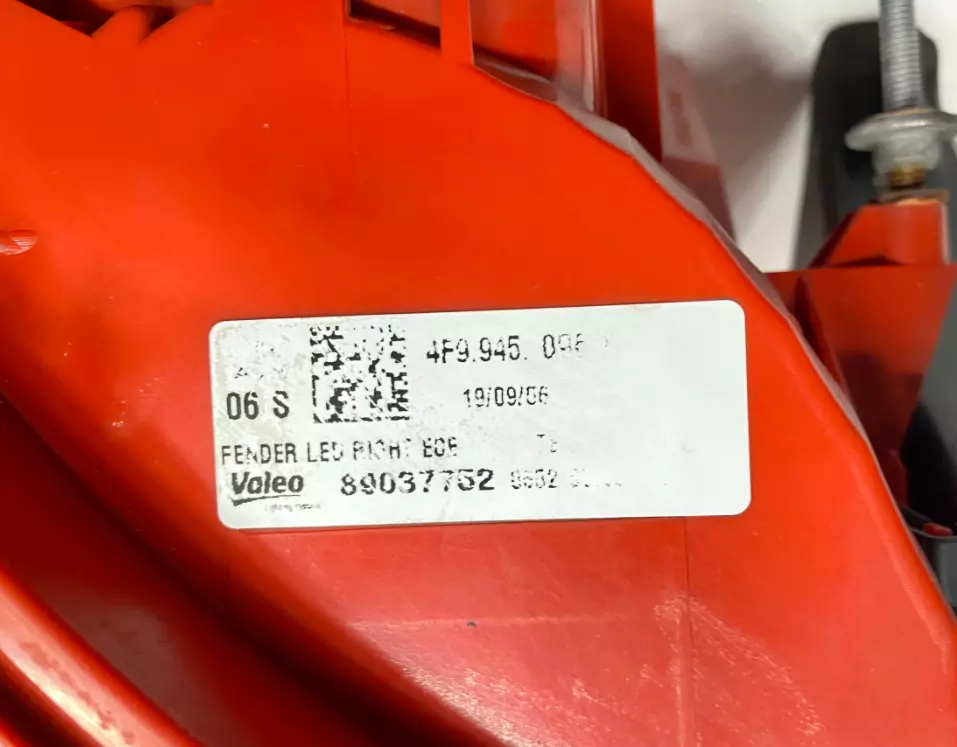 4F9.945.096
06 S
19/09/06
FENDER LED RIGHT ECE
Valeo 89037752